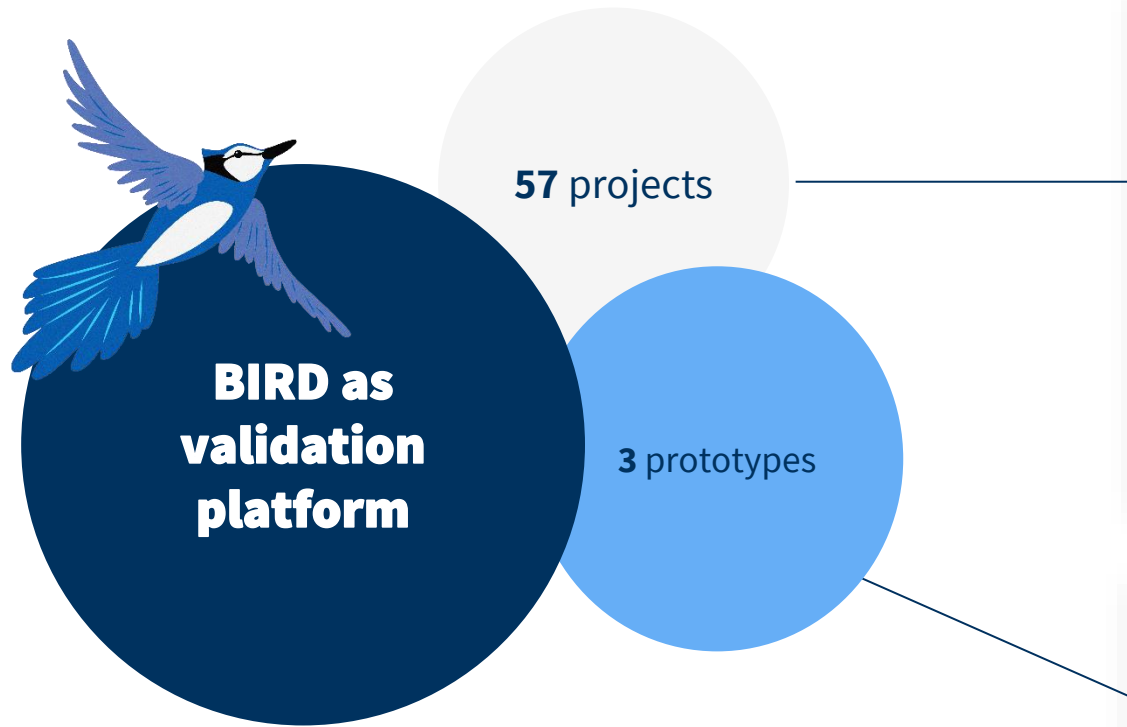 57 projects
BIRD as
validation
platform
3 prototypes